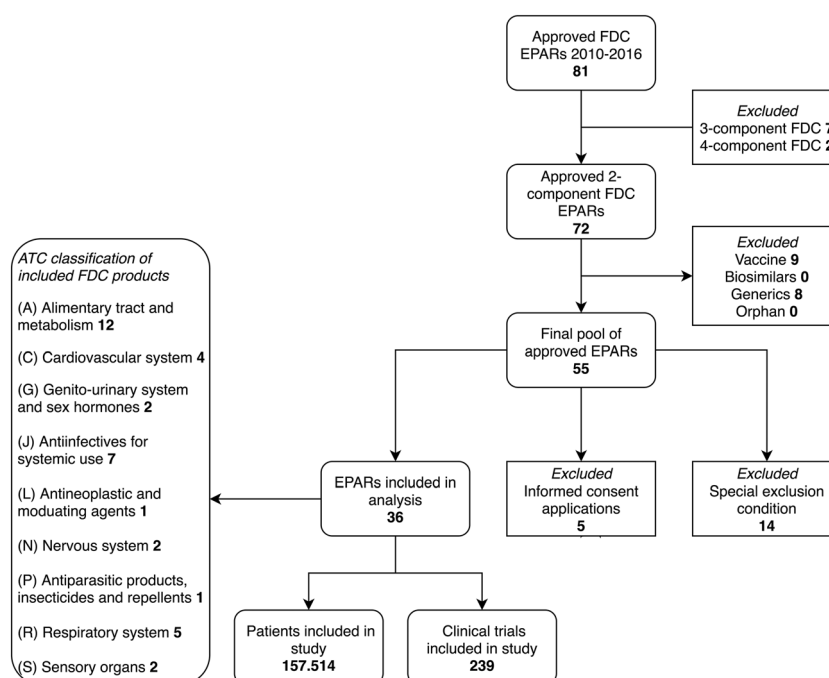 Approved FDC
EPARs 2010-2016
81
Excluded
3-component FDC 7
4-component FDC 2
Approved 2-
component FDC
EPARs
72
Excluded
Vaccine 9
Biosimilars 0
Generics 8
Orphan 0
Final pool of
approved EPARs
55
ATC classification of
included FDC products
(A) Alimentary tract and
metabolism 12
(C) Cardiovascular system 4
(G) Genito-urinary system
and sex hormones 2
(J) Antiinfectives for
systemic use 7
(L) Antineoplastic and
moduating agents 1
(N) Nervous system 2
(P) Antiparasitic products,
insecticides and repellents 1
(R) Respiratory system 5
(S) Sensory organs 2
EPARs included in
analysis
36
Excluded
Informed consent
applications
5
Excluded
Special exclusion
condition
14
Patients included in
study
157.514
Clinical trials
included in study
239